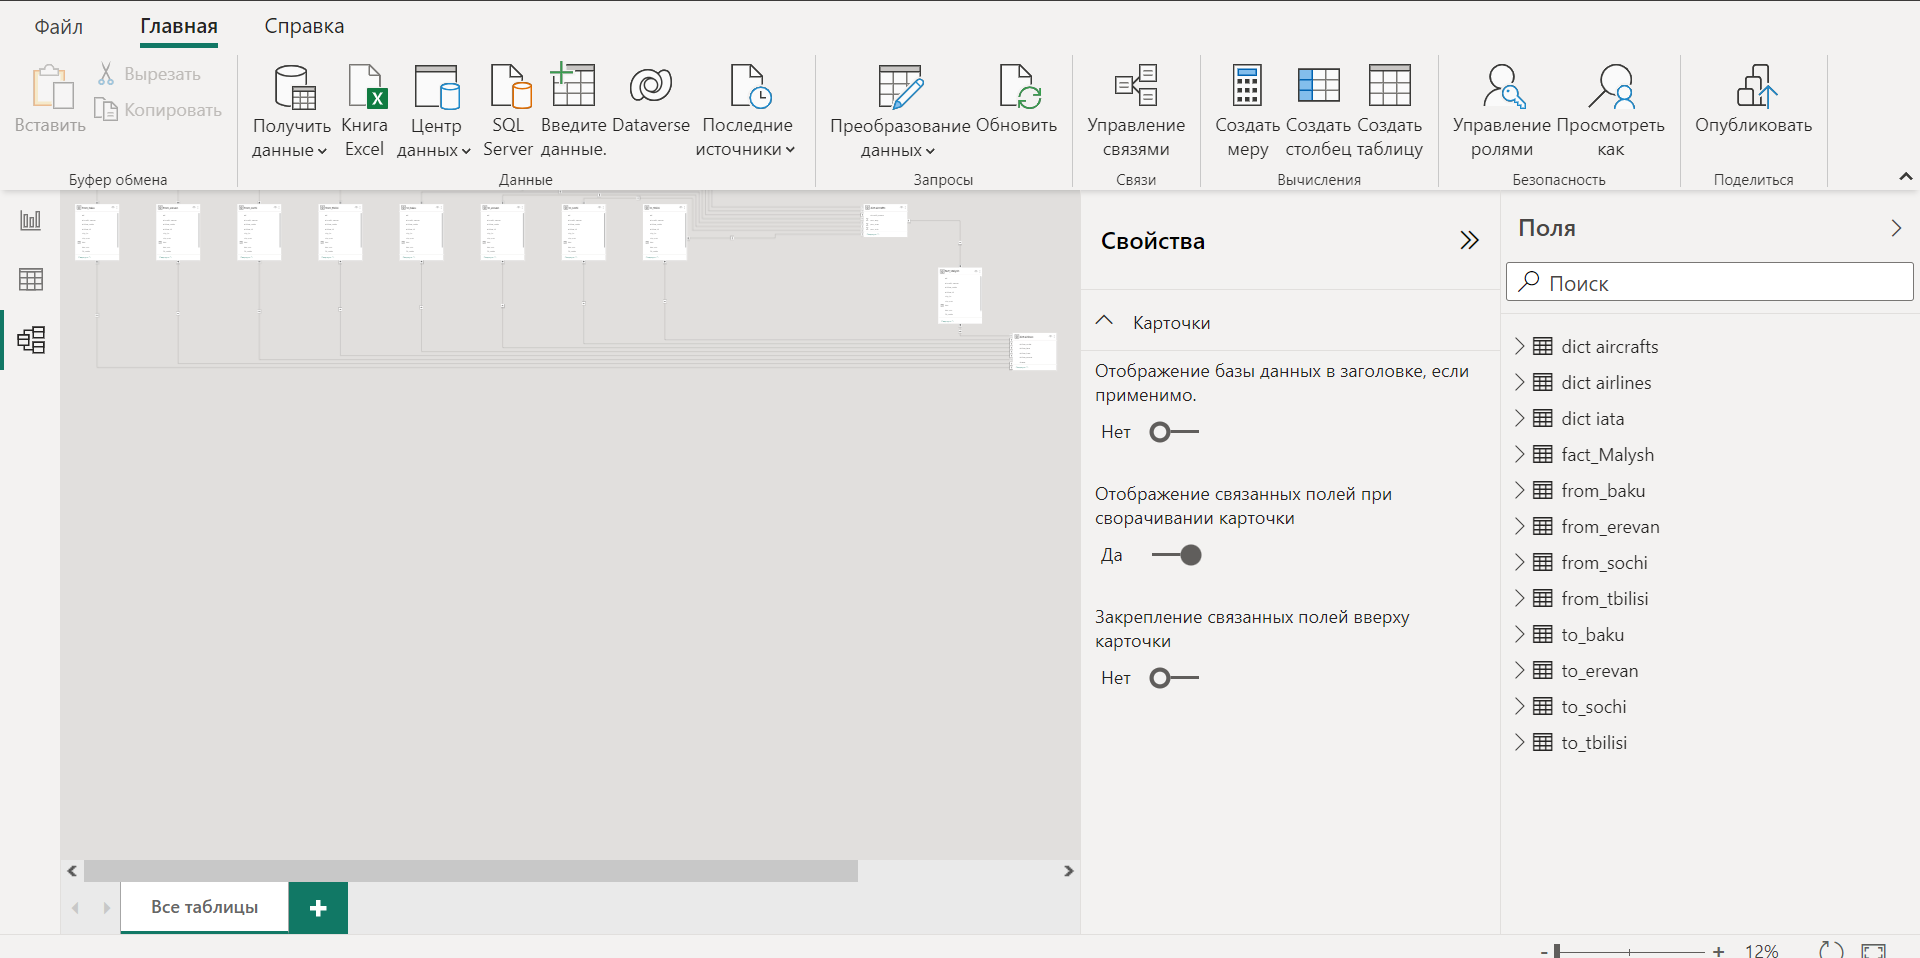 Файл
Главная
Справка
Вставить
Вырезать
Копировать
Буфер обмена
Получить
данные
Книга
Excel
Центр
данных
SQL
Server
Введите
данные.
Dataverse
Последние
источники
Данные
Преобразование
данных
Обновить
Запросы
Управление
связями
Связи
Создать
меру
Создать
столбец
Создать
таблицу
Вычисления
Управление
ролями
Просмотреть
как
Безопасность
Опубликовать
Поделиться
Свойства
Карточки
Отображение базы данных в заголовке, если
применимо.
Нет
Отображение связанных полей при
сворачивании карточки
Да
Закрепление связанных полей вверху
карточки
Нет
Поля
Поиск
dict aircrafts
dict airlines
dict iata
fact_Malysh
from_baku
from_erevan
from_sochi
from_tbilisi
to_baku
to_erevan
to_sochi
to_tbilisi
Все таблицы
- + 12%